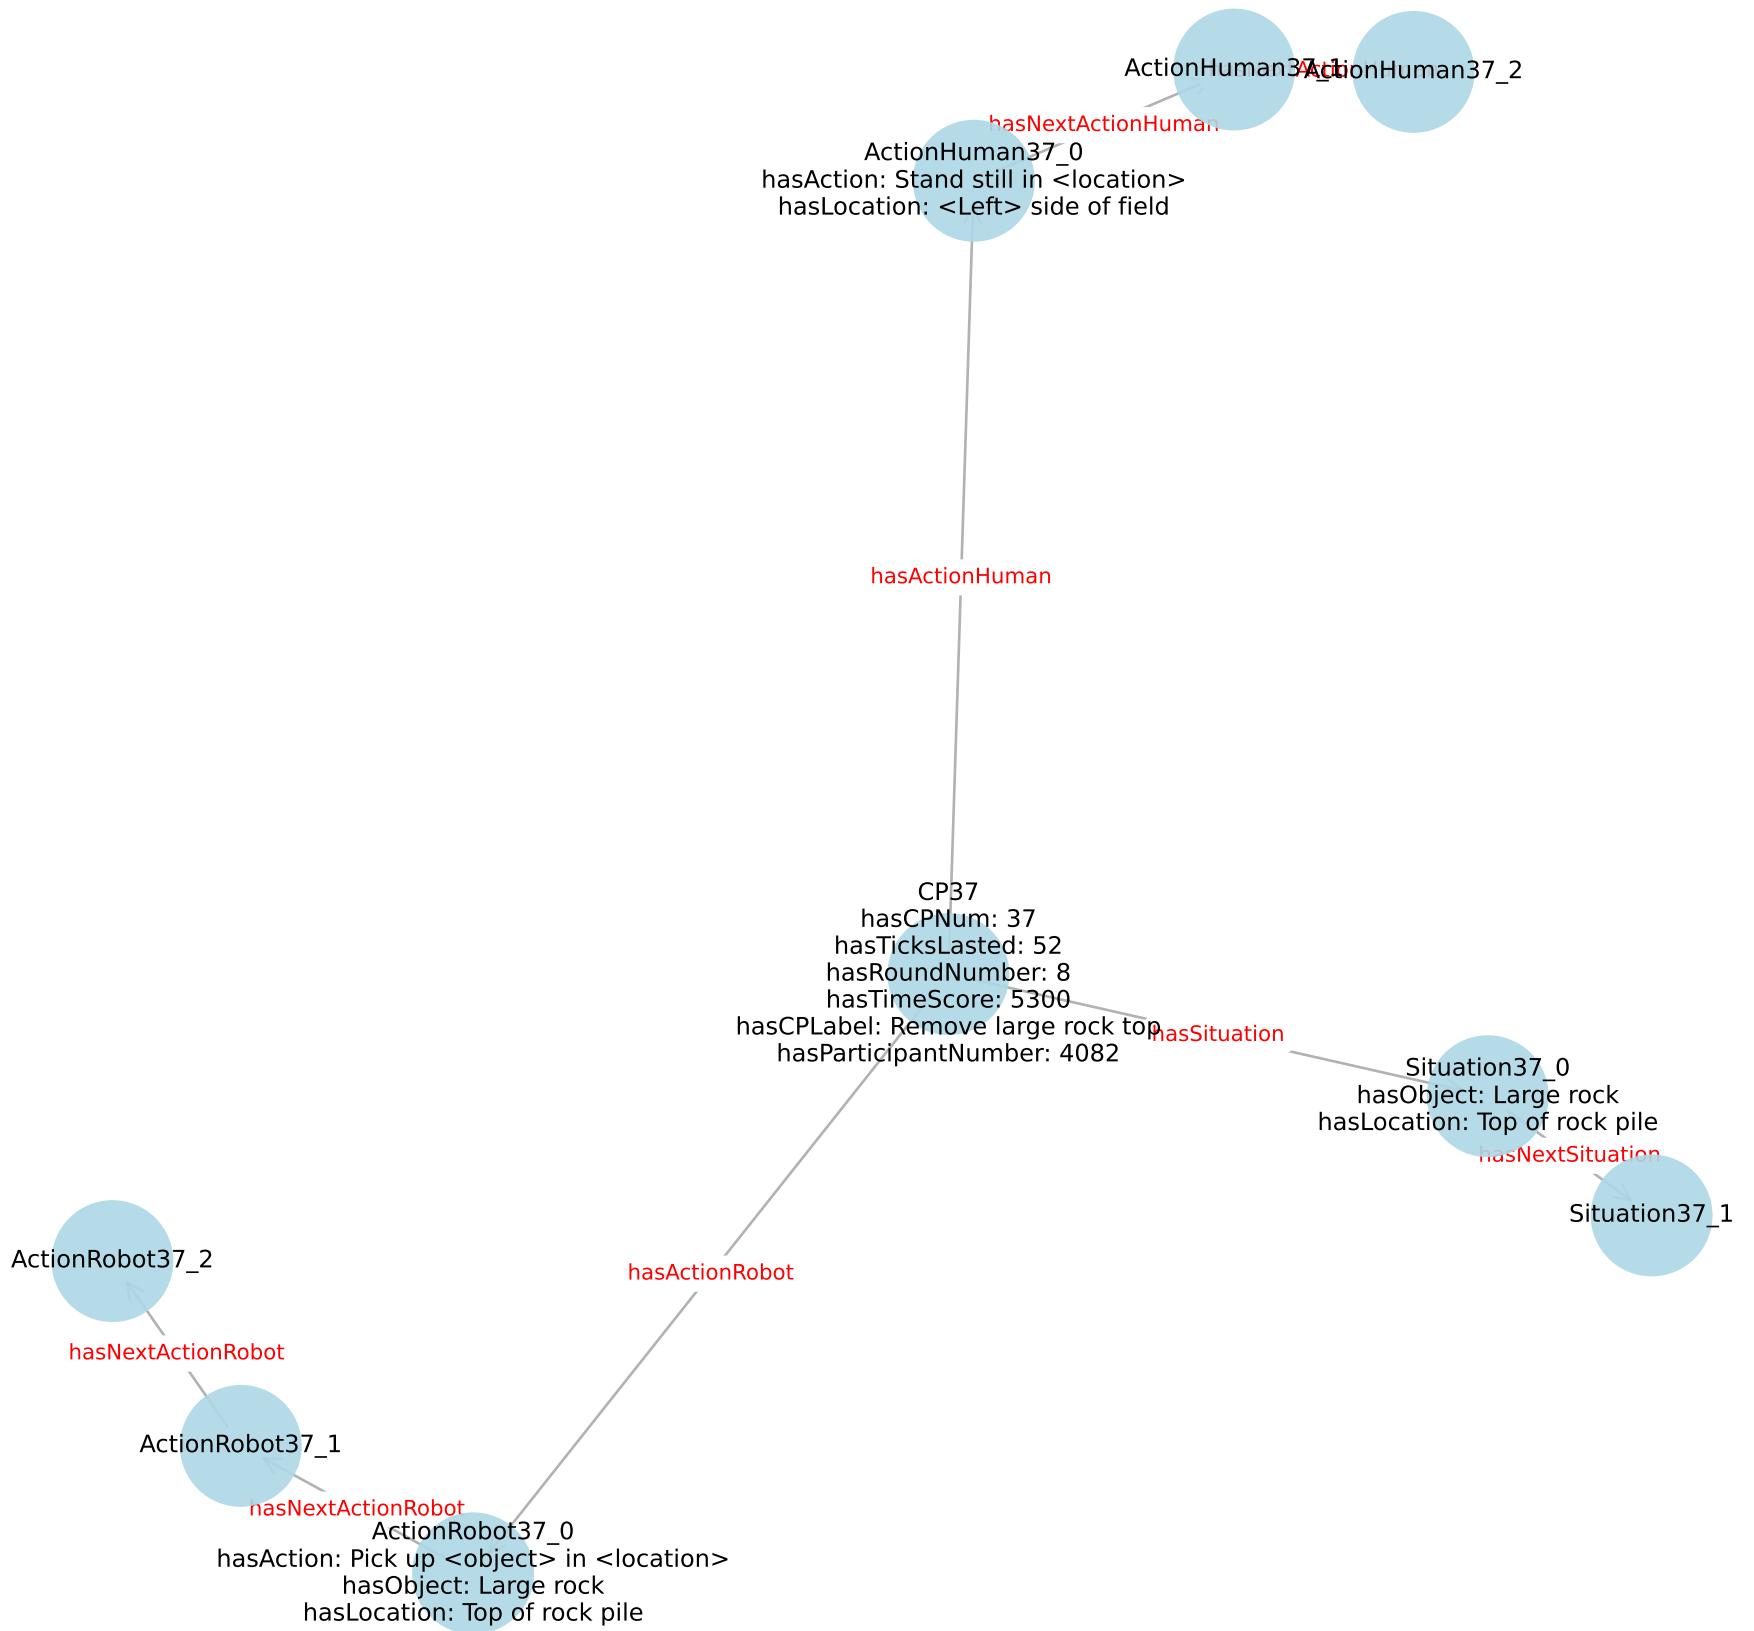 ActionHuman37_1
ActionHuman37_2
hasNextActionHuman
ActionHuman37_0
hasAction: Stand still in <location>
hasLocation: <Left> side of field
hasActionHuman
CP37
hasCPNum: 37
hasTicksLasted: 52
hasRoundNumber: 8
hasTimeScore: 5300
hasCPLabel: Remove large rock top
hasParticipantNumber: 4082
hasSituation
Situation37_0
hasObject: Large rock
hasLocation: Top of rock pile
hasNextSituation
Situation37_1
hasActionRobot
ActionRobot37_2
hasNextActionRobot
ActionRobot37_1
hasNextActionRobot
ActionRobot37_0
hasAction: Pick up <object> in <location>
hasObject: Large rock
hasLocation: Top of rock pile